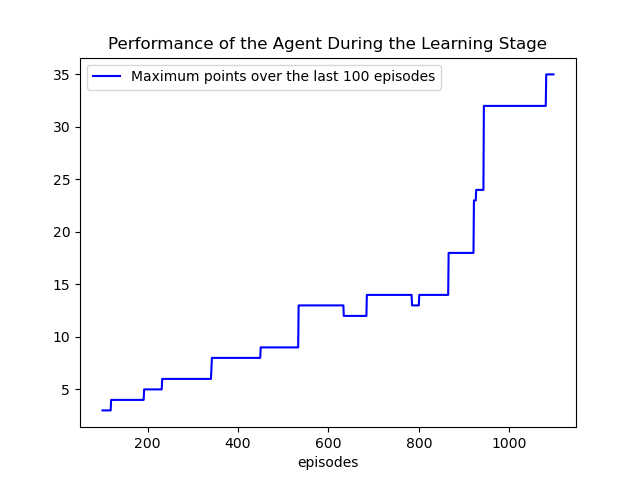 Performance of the Agent During the Learning Stage
Maximum points over the last 100 episodes
35
30
25
20
15
10
5
200 400 600 800 1000
episodes